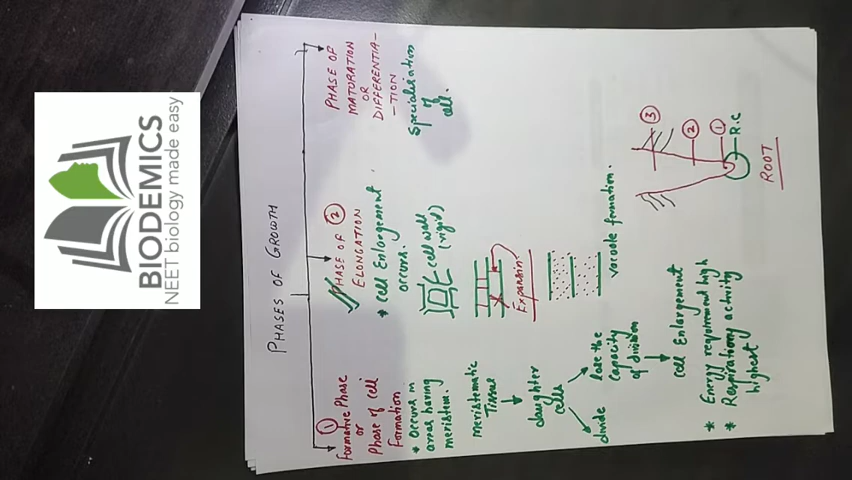 BIODEMICS
NEET biology made easy
PHASES OF GROWTH
①
Formative Phase
or
Phase of cell
Formation
* Occurs in
areas having
meristem.
meristematic
Tissue
daughter
cells
divide
lose the
capacity
of division
cell Enlargement
* Energy requirement high
* Respiratory activity
highest
PHASE OF ②
ELONGATION
* Cell Enlargement
occurs.
cell wall
(rigid)
Expansin
vacuole formation.
PHASE OF
MATURATION
OR
DIFFERENTIA-
-TION
Specialisation
of
cell.
③
②
①
R.C
ROOT